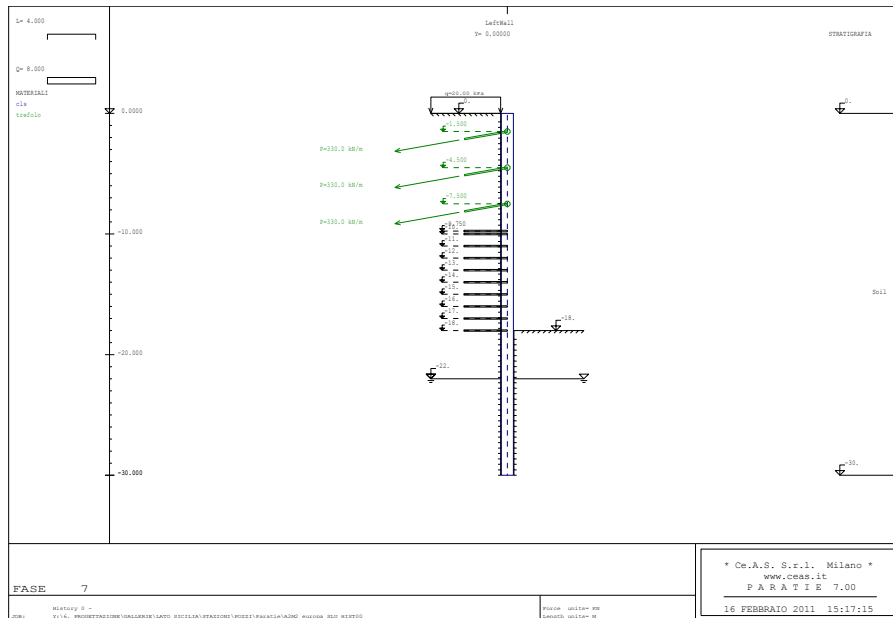 L= 4.000
Q= 8.000
MATERIALI
cls
trefolo
LeftWall
Y= 0.00000
STRATIGRAFIA
q=20.00 kPa
0.
0.0000
0.
-1.500
P=330.0 kN/m
-4.500
P=330.0 kN/m
-7.500
P=330.0 kN/m
-9.750
-10.
-10.000
-11.
-12.
-13.
-14.
-15.
Soil
-16.
-17.
-18.
-18.
-20.000
-22.
-30.000
-30.
FASE 7
* Ce.A.S. S.r.l. Milano *
www.ceas.it
P A R A T I E 7.00
16 FEBBRAIO 2011 15:17:15
History 0 -
JOB:
Force units= KN
Length units= M